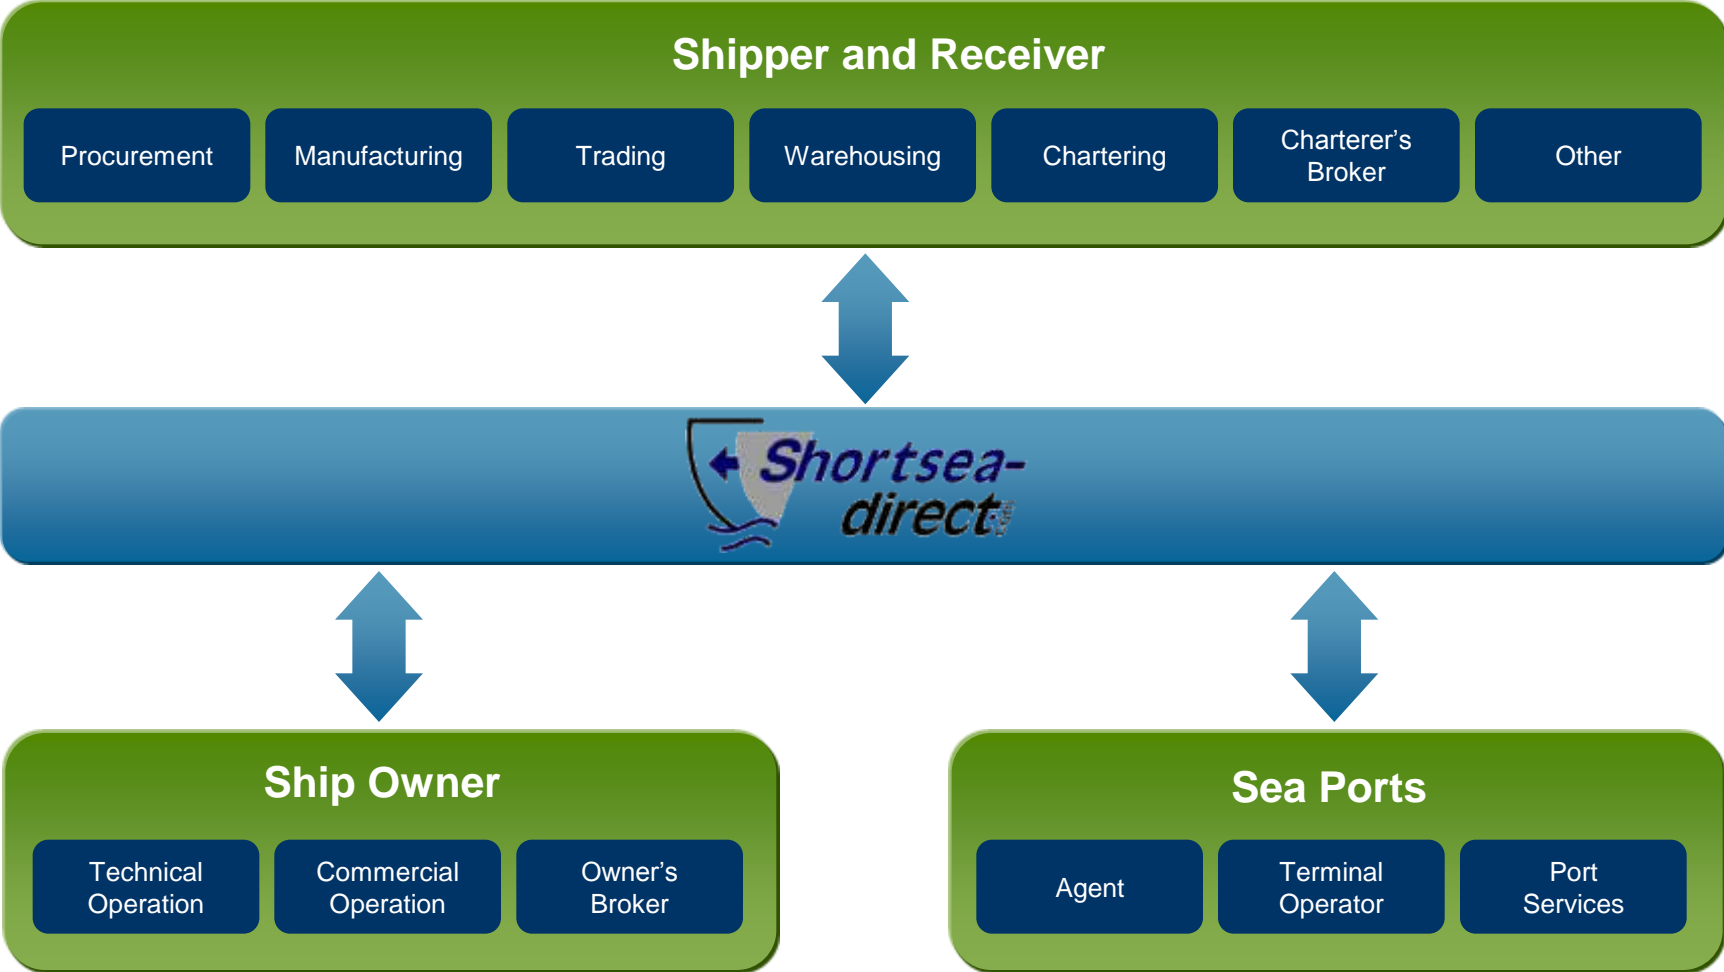 Shipper and Receiver
Procurement
Manufacturing
Trading
Warehousing
Chartering
Charterer’s
Broker
Other
Shortsea-
direct
Ship Owner
Technical
Operation
Commercial
Operation
Owner’s
Broker
Sea Ports
Agent
Terminal
Operator
Port
Services